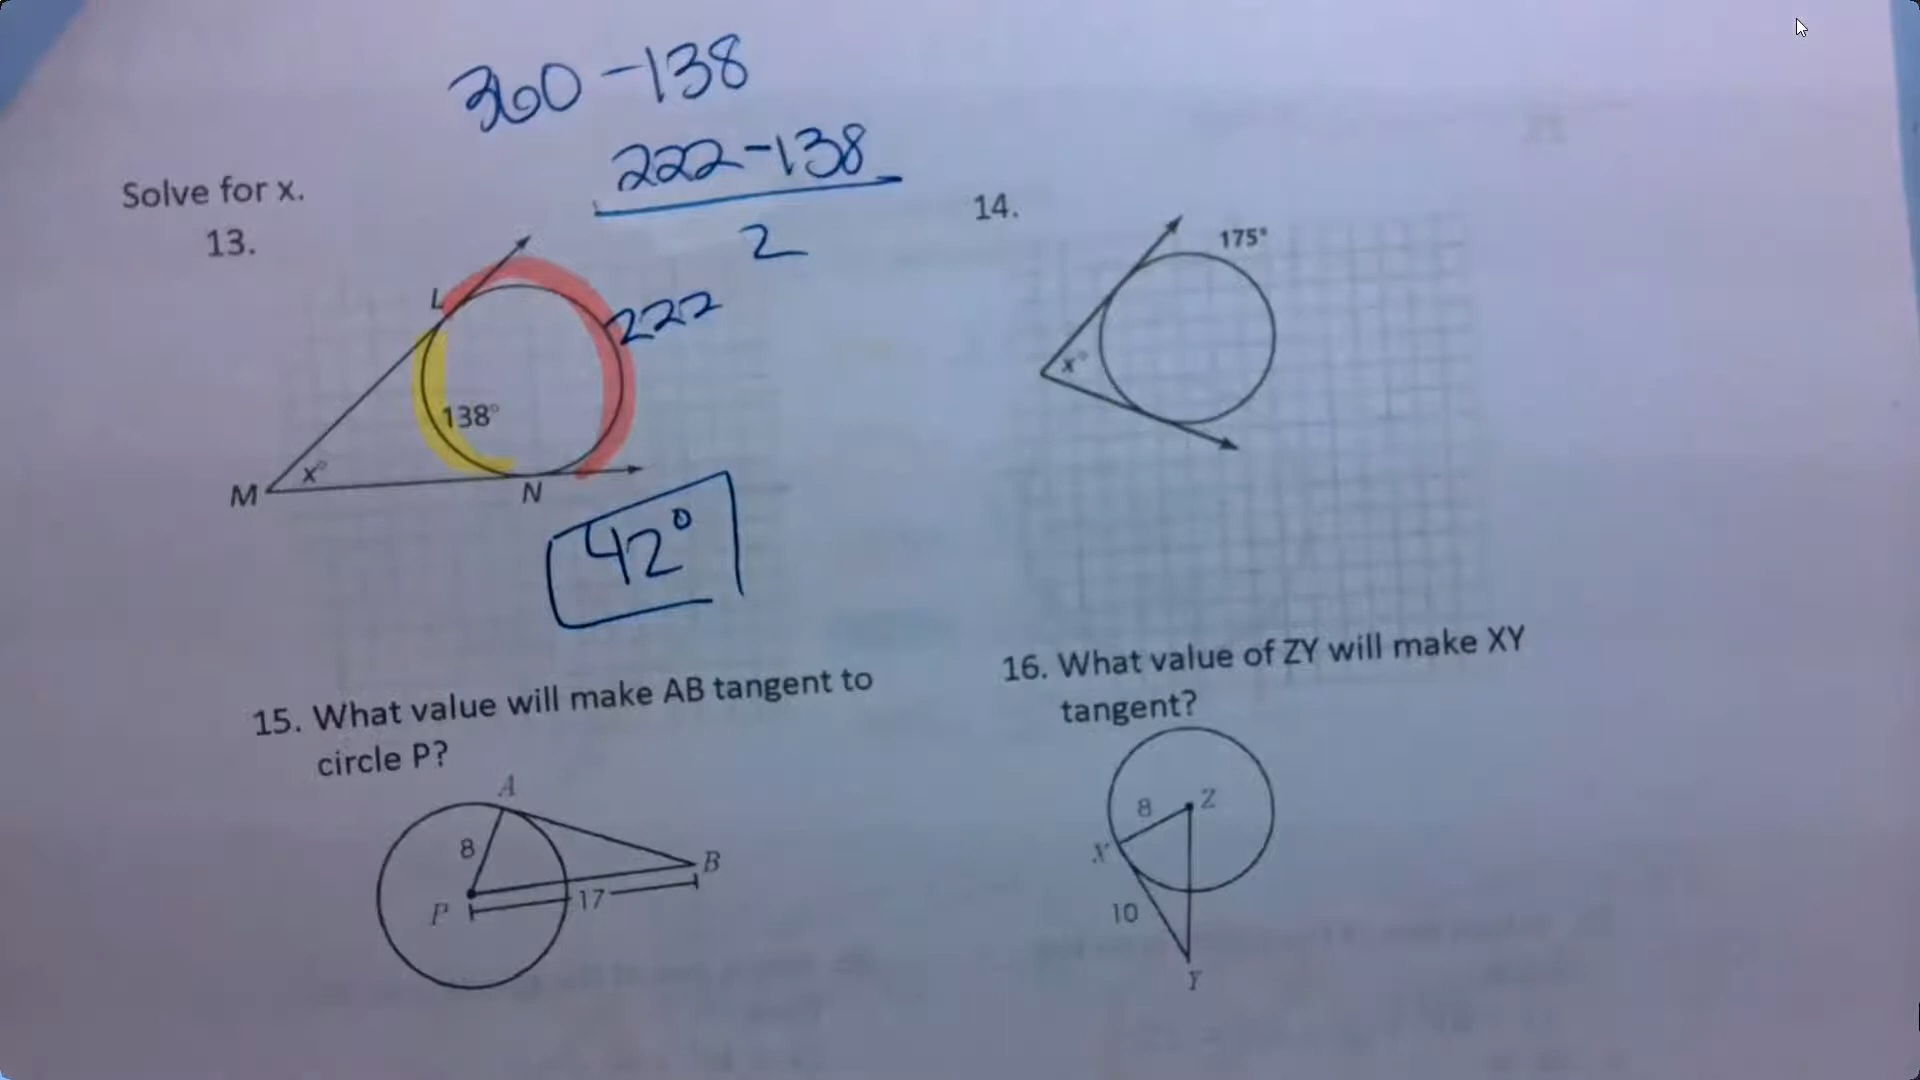 360 - 138
222 - 138
2
Solve for x.
13.
L
222
138°
x°
M
N
42°
14.
175°
x°
15. What value will make AB tangent to
circle P?
A
8
B
P
17
16. What value of ZY will make XY
tangent?
8
Z
X
10
Y